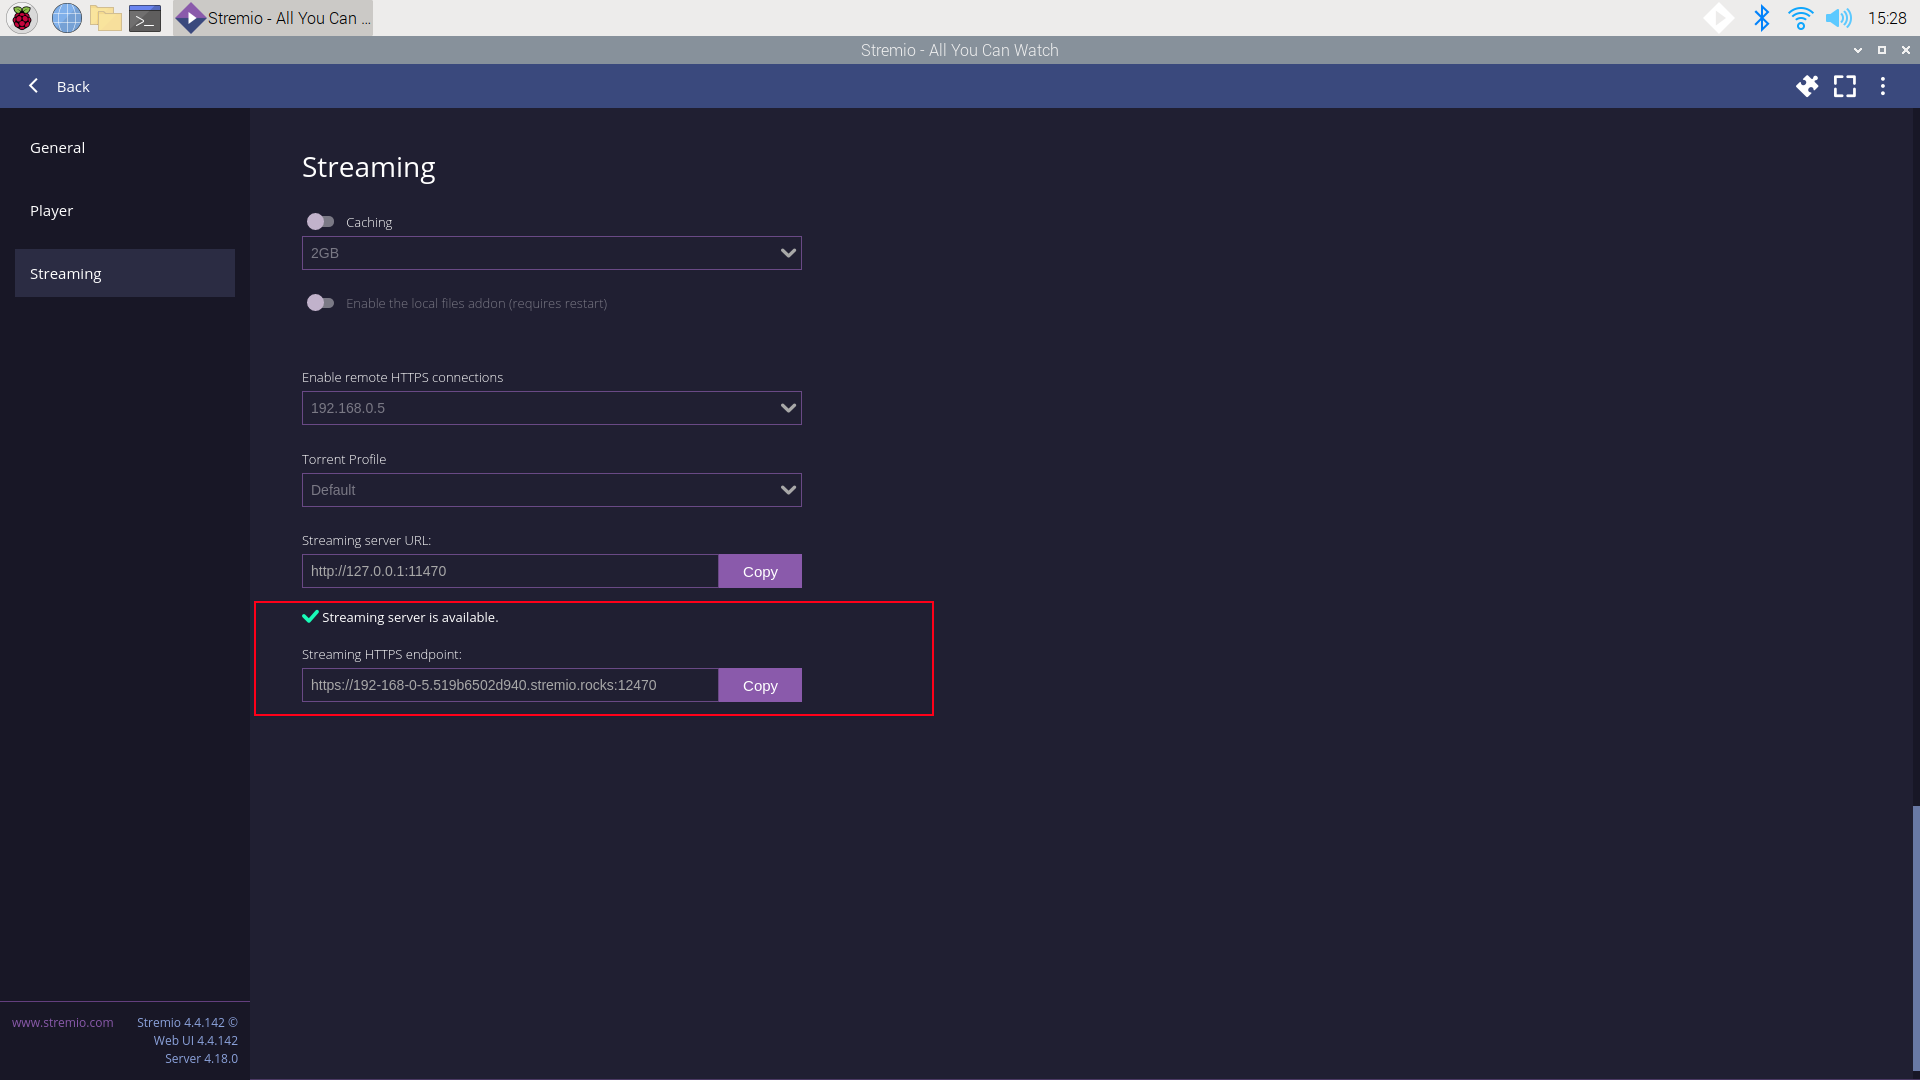 Stremio - All You Can ...
15:28
Stremio - All You Can Watch
Back
General
Player
Streaming
Streaming
Caching
2GB
Enable the local files addon (requires restart)
Enable remote HTTPS connections
192.168.0.5
Torrent Profile
Default
Streaming server URL:
http://127.0.0.1:11470
Copy
Streaming server is available.
Streaming HTTPS endpoint:
https://192-168-0-5.519b6502d940.stremio.rocks:12470
Copy
www.stremio.com
Stremio 4.4.142 ©
Web UI 4.4.142
Server 4.18.0